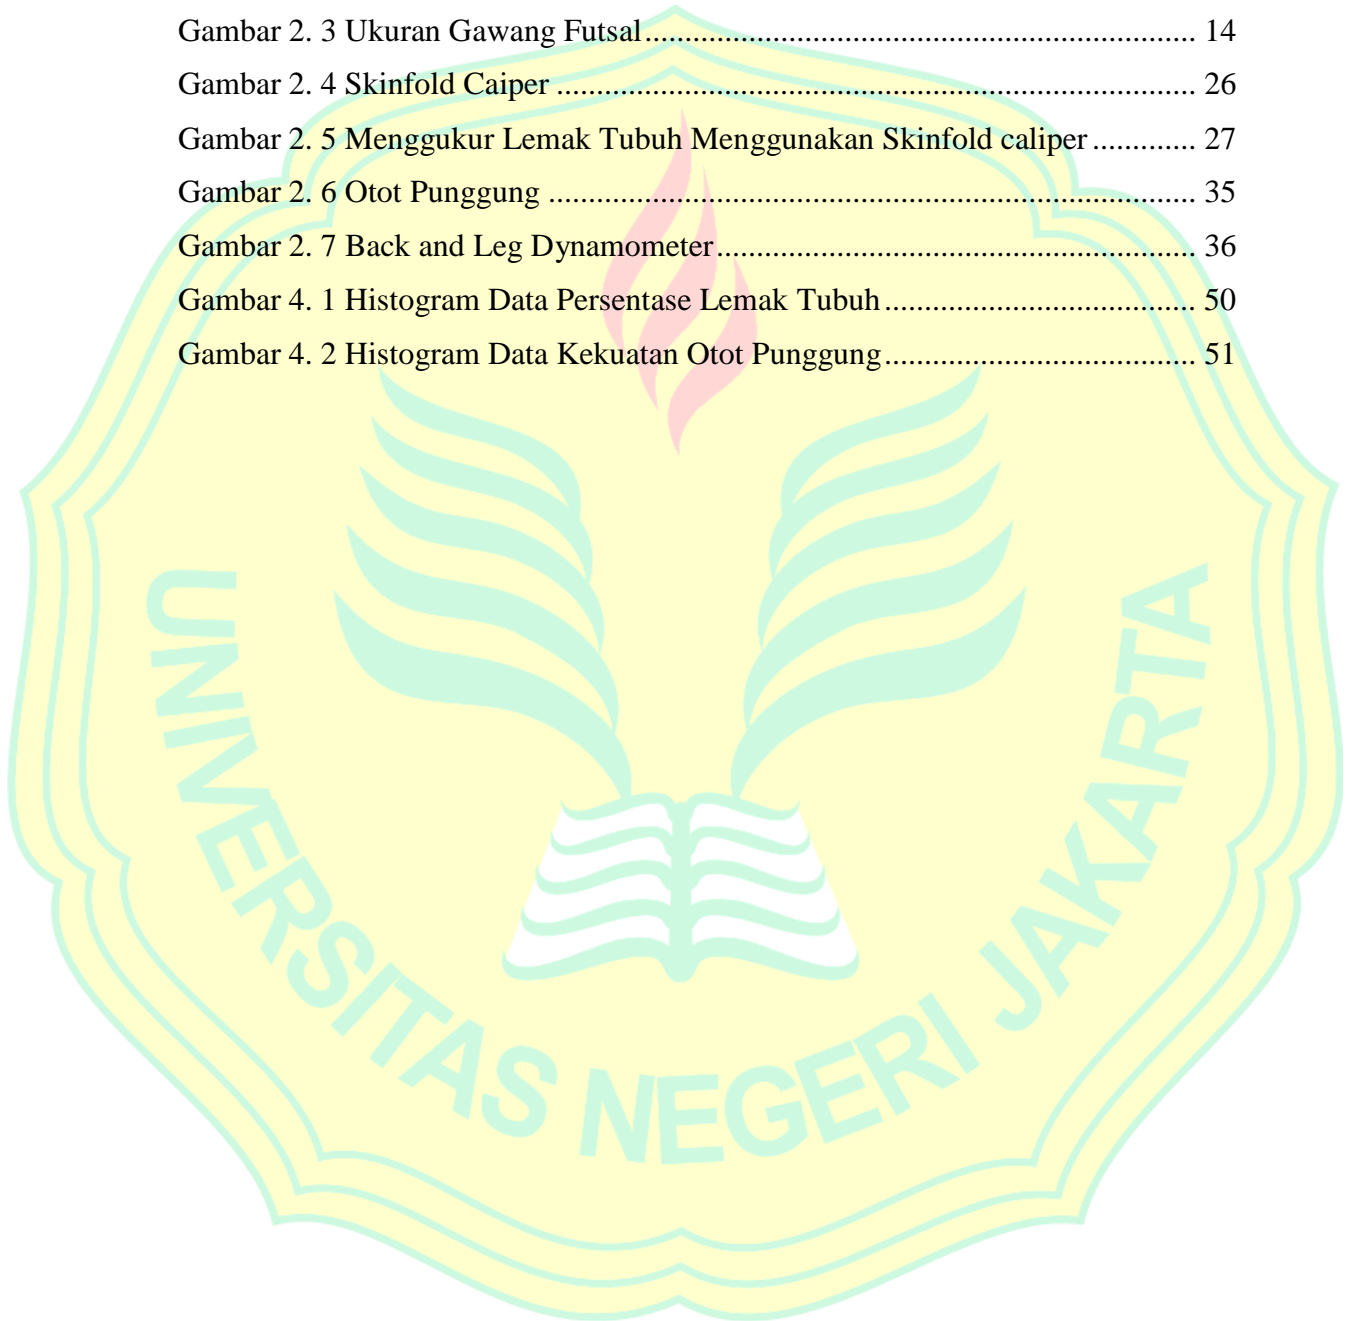 Gambar 2. 3 Ukuran Gawang Futsal..................................................................... 14
Gambar 2. 4 Skinfold Caiper ................................................................................ 26
Gambar 2. 5 Menggukur Lemak Tubuh Menggunakan Skinfold caliper ............. 27
Gambar 2. 6 Otot Punggung ................................................................................. 35
Gambar 2. 7 Back and Leg Dynamometer............................................................ 36
Gambar 4. 1 Histogram Data Persentase Lemak Tubuh ....................................... 50
Gambar 4. 2 Histogram Data Kekuatan Otot Punggung....................................... 51
UNIVERSITAS NEGERI JAKARTA